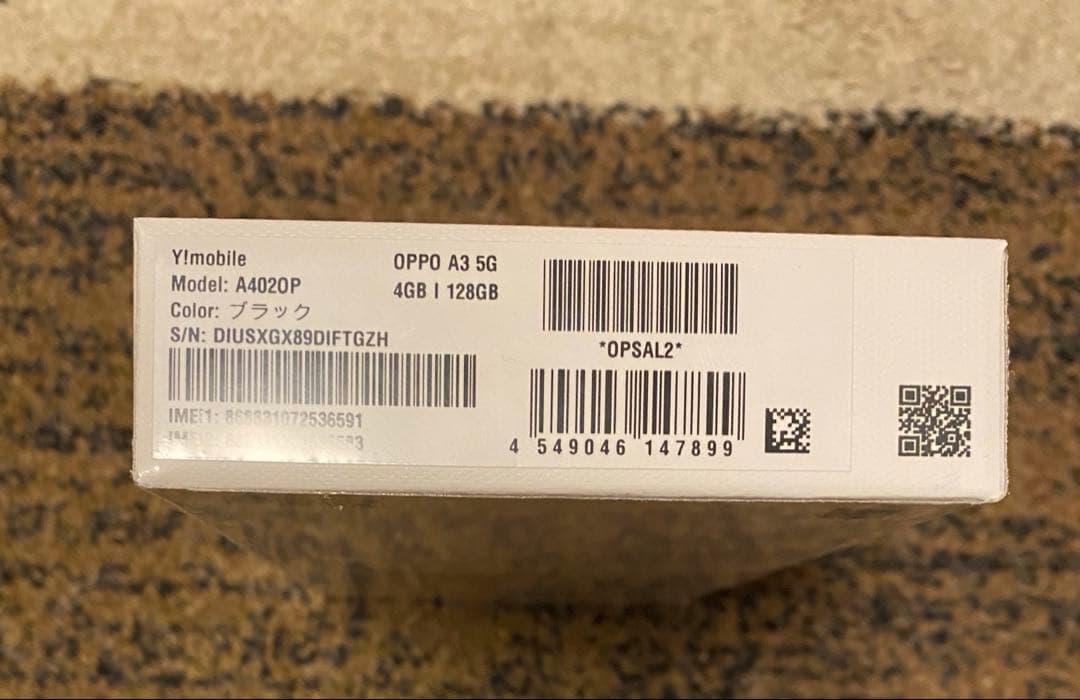 Y!mobile
Model: A402OP
Color: ブラック
S/N: DIUSXGX89DIFTGZH
IMEI1: 868831072536591
OPPO A3 5G
4GB | 128GB
*OPSAL2*
4 549046 147899